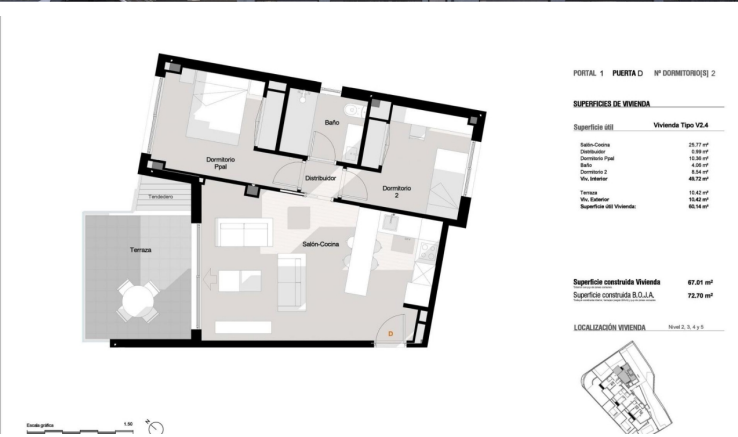 PORTAL 1 PUERTA D Nº DORMITORIO[S] 2
SUPERFICIES DE VIVIENDA
Superficie útil Vivienda Tipo V2.4
Salón-Cocina 25,77 m²
Distribuidor 0,99 m²
Dormitorio Ppal 10,36 m²
Baño 4,06 m²
Dormitorio 2 8,54 m²
Viv. Interior 49,72 m²
Terraza 10,42 m²
Viv. Exterior 10,42 m²
Superficie útil Vivienda: 60,14 m²
Superficie construida Vivienda 67.01 m²
Superficie construida B.O.J.A. 72.70 m²
LOCALIZACIÓN VIVIENDA Nivel 2, 3, 4 y 5
Baño
Dormitorio
Ppal
Distribuidor
Dormitorio
2
Tendedero
Terraza
Salón-Cocina
D
Escala gráfica 1:50
N